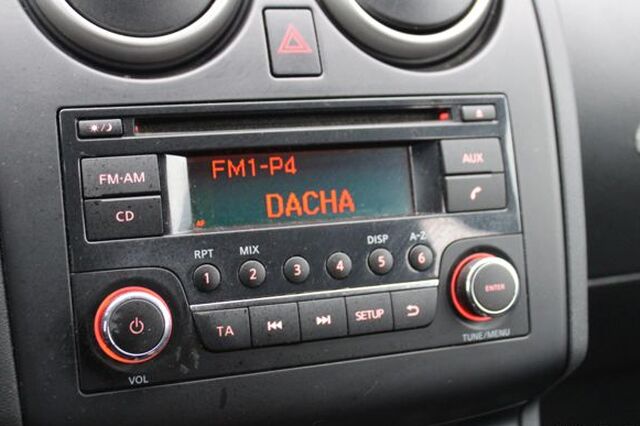 FM1-P4
DACHA
AF
FM·AM
CD
AUX
RPT
MIX
DISP
A-Z
1
2
3
4
5
6
TA
SETUP
ENTER
VOL
TUNE/MENU